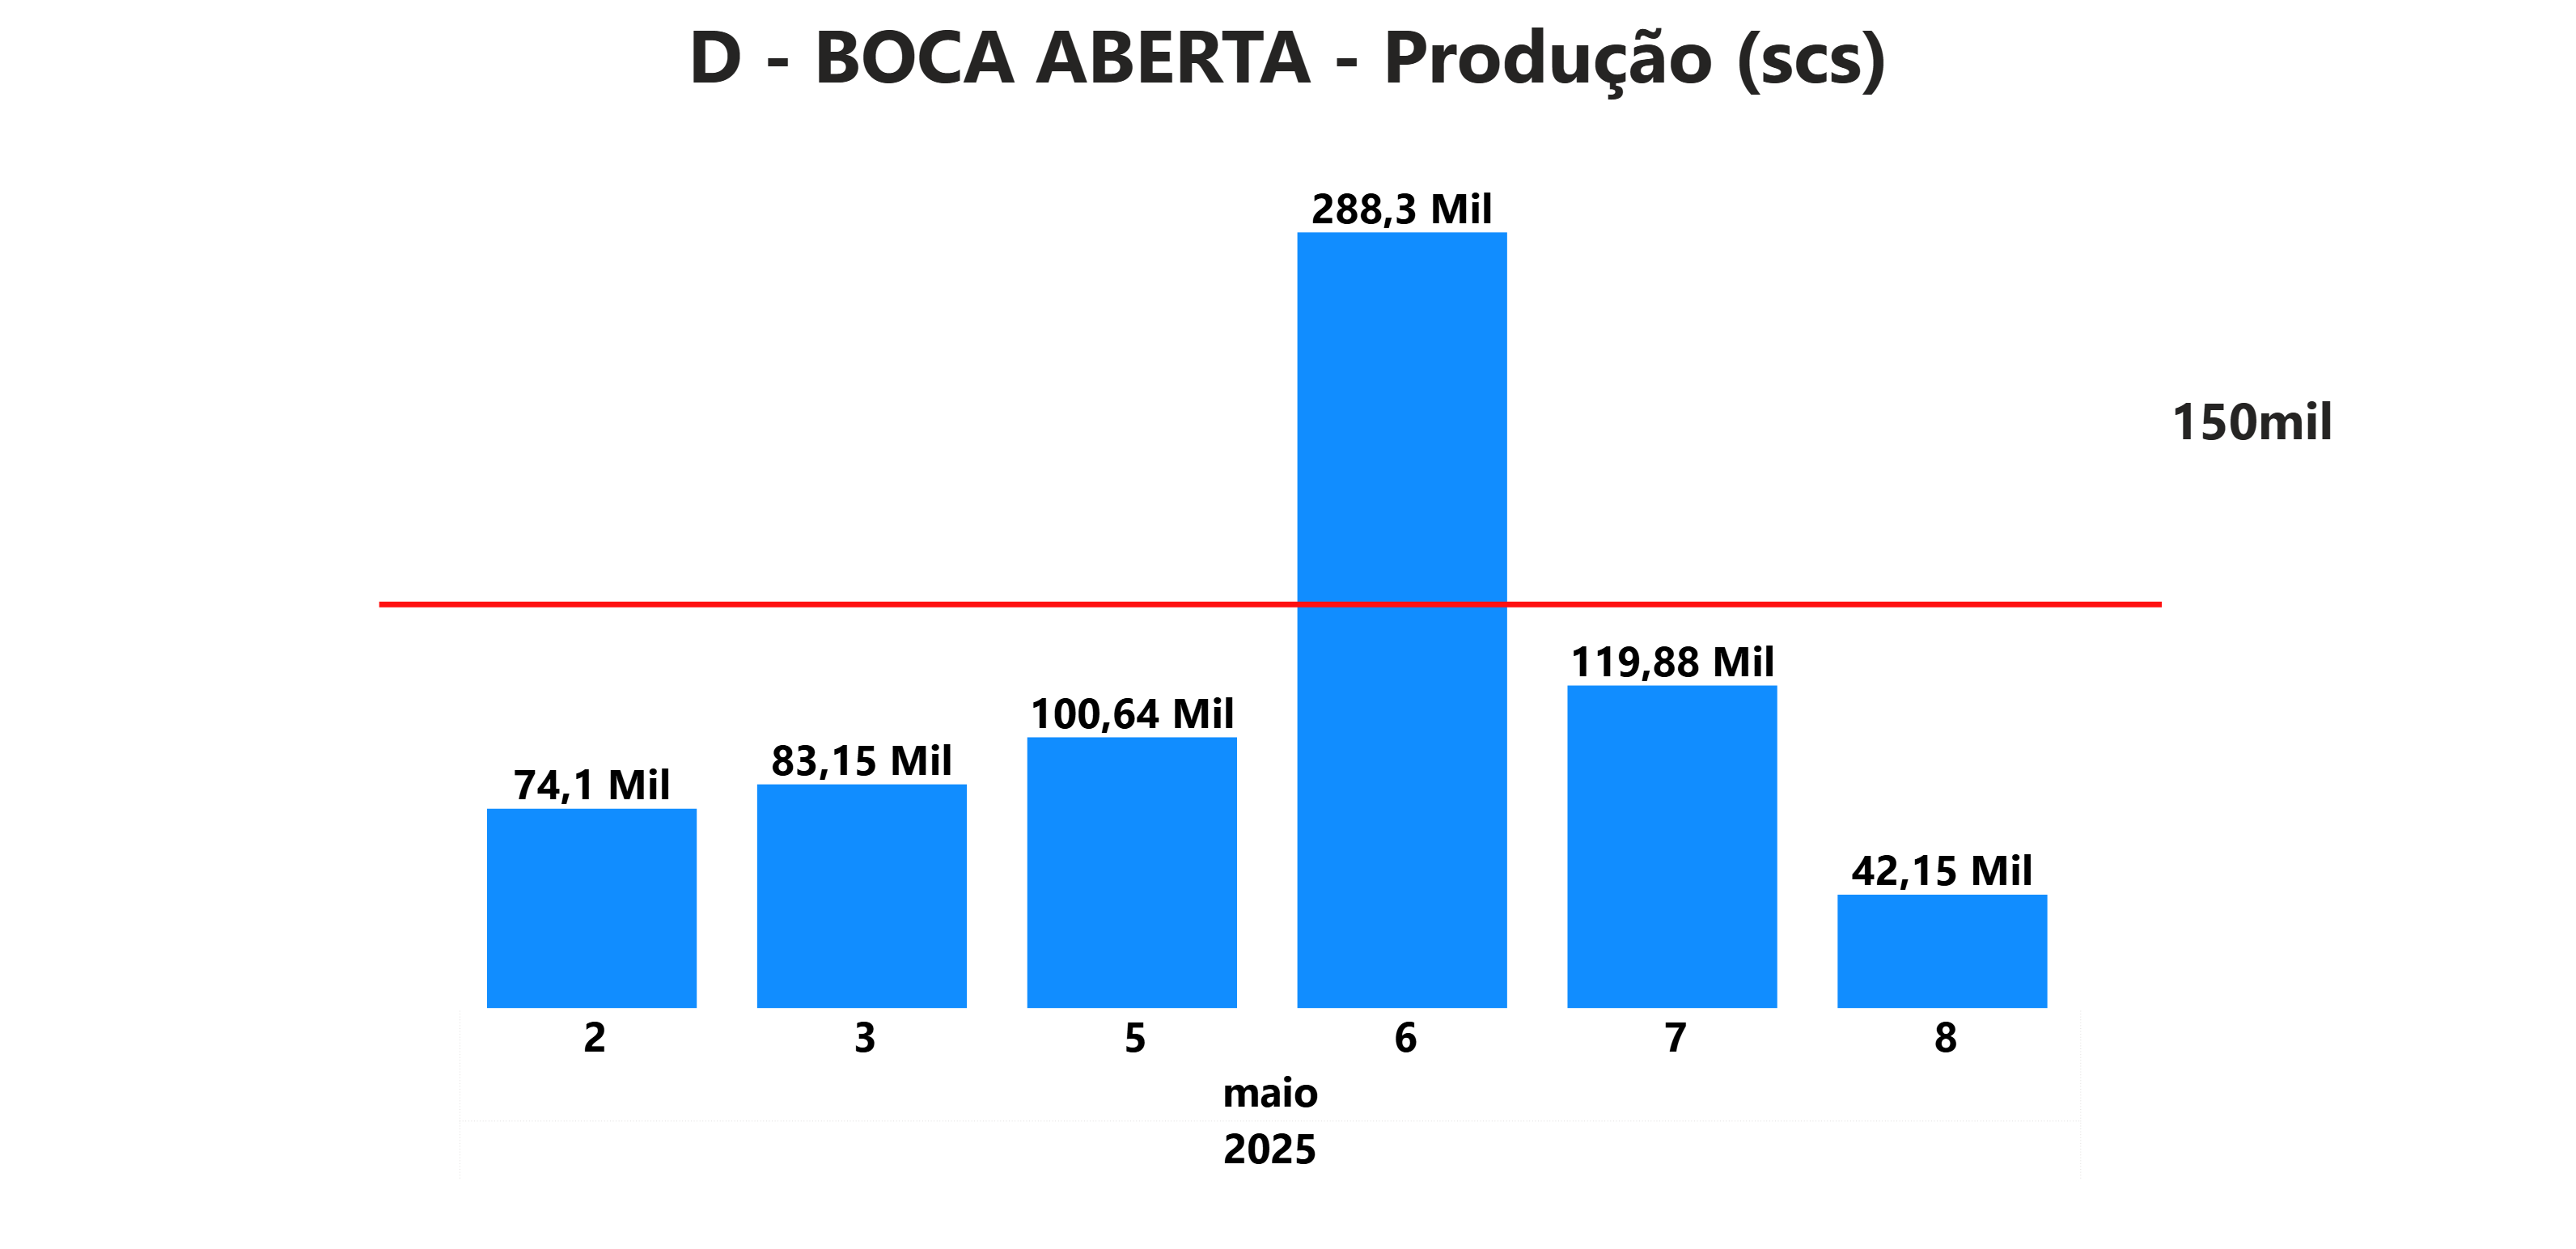 D - BOCA ABERTA - Produção (scs)
288,3 Mil
150mil
119,88 Mil
100,64 Mil
83,15 Mil
74,1 Mil
42,15 Mil
2 3 5 6 7 8
maio
2025